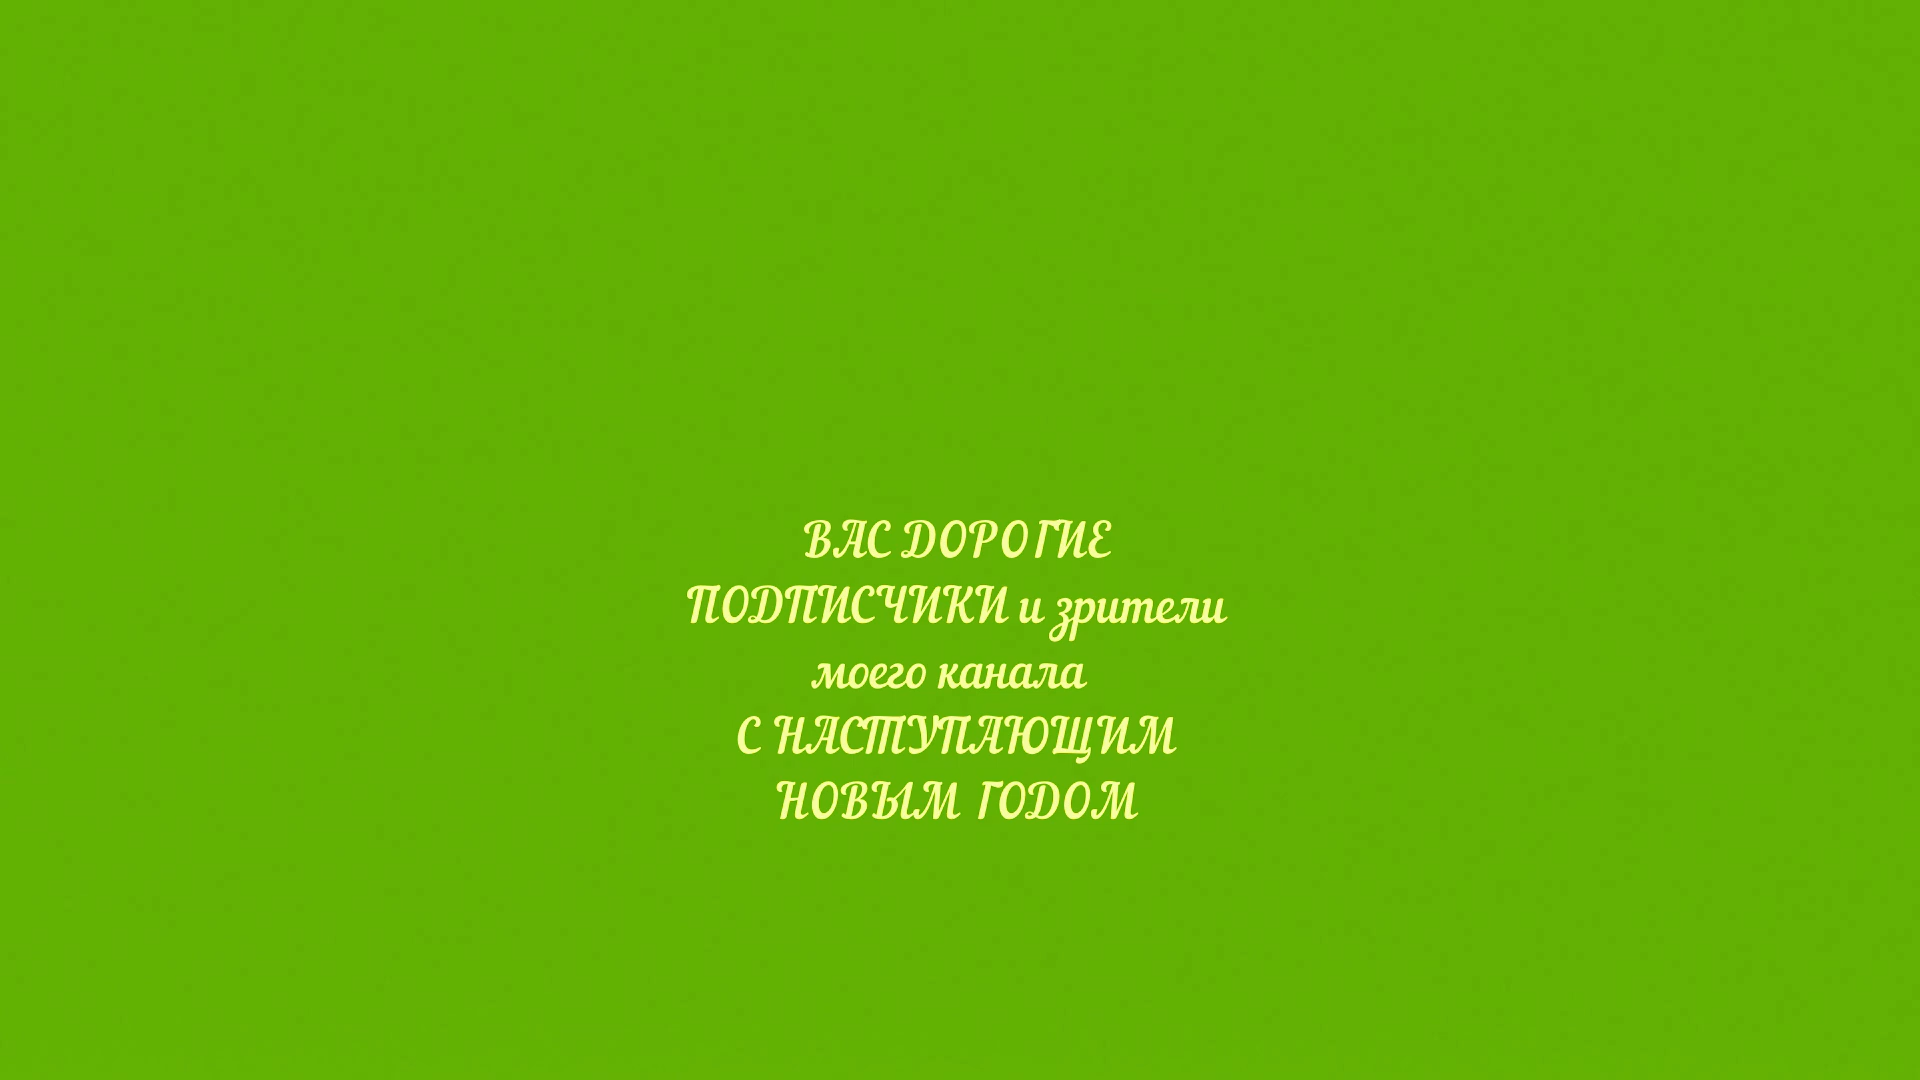 ВАС ДОРОГИЕ
ПОДПИСЧИКИ и зрители
моего канала
С НАСТУПАЮЩИМ
НОВЫМ ГОДОМ